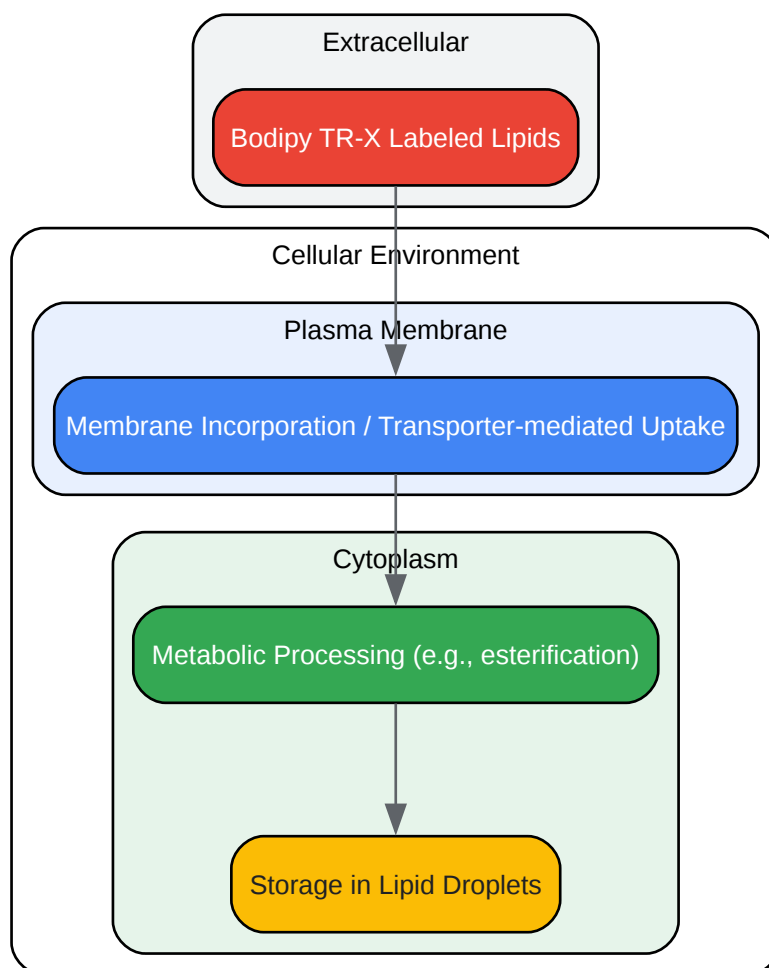 Extracellular
Bodipy TR-X Labeled Lipids
Cellular Environment
Plasma Membrane
Membrane Incorporation / Transporter-mediated Uptake
Cytoplasm
Metabolic Processing (e.g., esterification)
Storage in Lipid Droplets